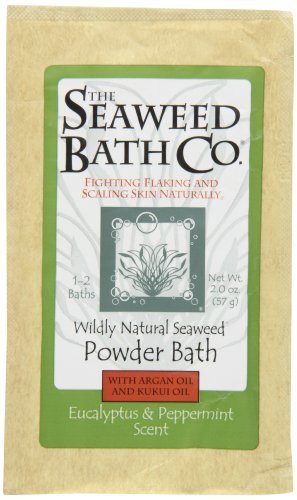 THE
SEAWEED
BATH CO.®
FIGHTING FLAKING AND
SCALING SKIN NATURALLY®
1-2
Baths
Net Wt.
2.0 oz.
(57 g)
Wildly Natural Seaweed®
Powder Bath
WITH ARGAN OIL
AND KUKUI OIL
Eucalyptus & Peppermint
Scent